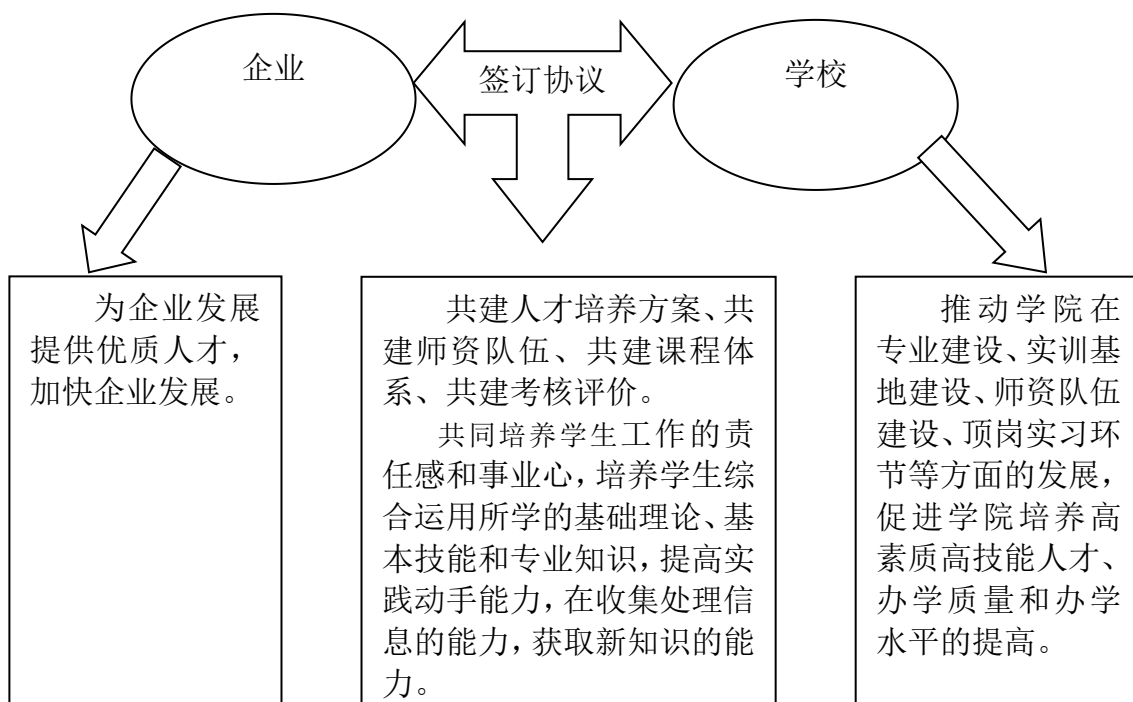 企业
签订协议
学校
为企业发展
提供优质人才，
加快企业发展。
共建人才培养方案、共
建师资队伍、共建课程体
系、共建考核评价。
共同培养学生工作的责
任感和事业心，培养学生综
合运用所学的基础理论、基
本技能和专业知识，提高实
践动手能力，在收集处理信
息的能力，获取新知识的能
力。
推动学院在
专业建设、实训基
地建设、师资队伍
建设、顶岗实习环
节等方面的发展，
促进学院培养高
素质高技能人才、
办学质量和办学
水平的提高。